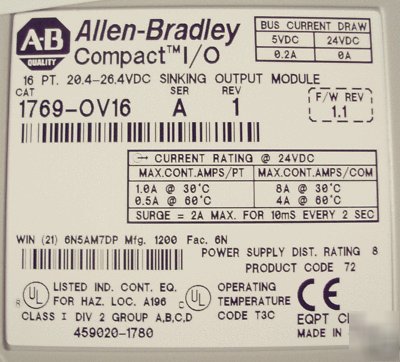 A-B
QUALITY
Allen-Bradley
Compact™ I/O
BUS CURRENT DRAW
5VDC 24VDC
0.2A 0A
16 PT. 20.4-26.4VDC SINKING OUTPUT MODULE
CAT SER REV
1769-OV16 A 1
F/W REV
1.1
→ CURRENT RATING @ 24VDC
MAX.CONT.AMPS/PT MAX.CONT.AMPS/COM
1.0A @ 30°C 8A @ 30°C
0.5A @ 60°C 4A @ 60°C
SURGE = 2A MAX. FOR 10mS EVERY 2 SEC
WIN (21) 6N5AM7DP Mfg. 1200 Fac. 6N
POWER SUPPLY DIST. RATING 8
PRODUCT CODE 72
UL LISTED IND. CONT. EQ.
FOR HAZ. LOC. A196
c UL
CLASS I DIV 2 GROUP A,B,C,D
459020-1780
OPERATING
TEMPERATURE
CODE T3C
CE
EQPT
MADE IN